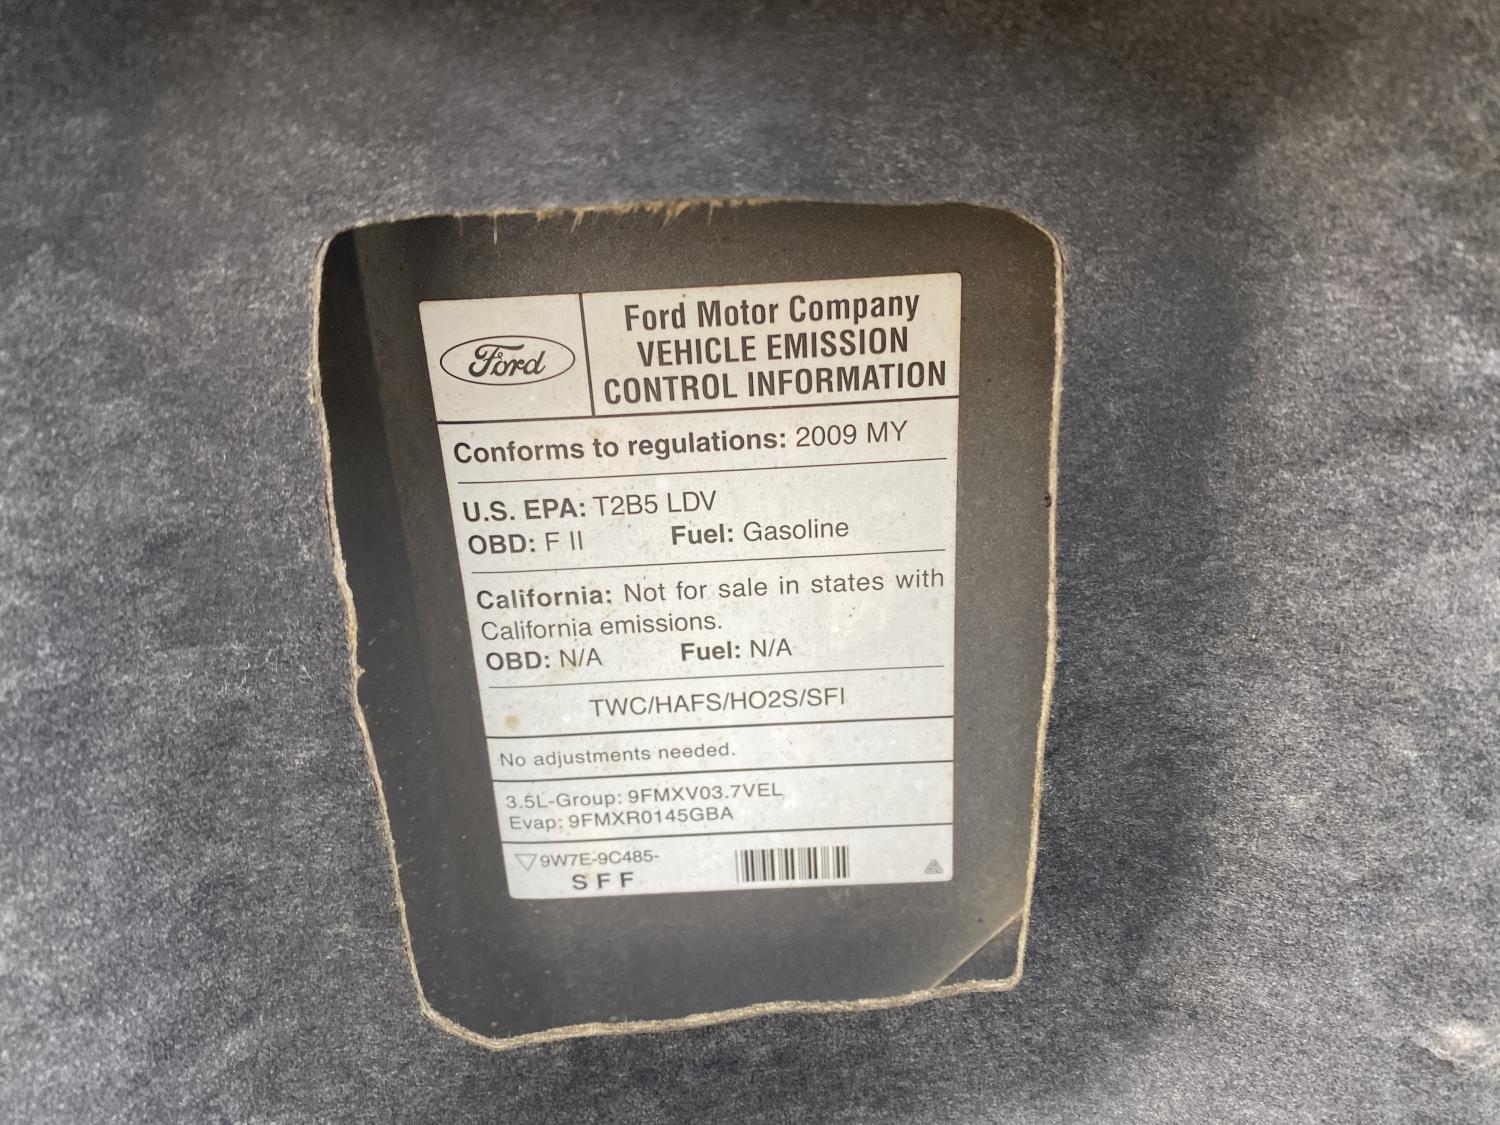 Ford
Ford Motor Company
VEHICLE EMISSION
CONTROL INFORMATION
Conforms to regulations: 2009 MY
U.S. EPA: T2B5 LDV
OBD: F II Fuel: Gasoline
California: Not for sale in states with
California emissions.
OBD: N/A Fuel: N/A
TWC/HAFS/HO2S/SFI
No adjustments needed.
3.5L-Group: 9FMXV03.7VEL
Evap: 9FMXR0145GBA
9W7E-9C485-
S F F